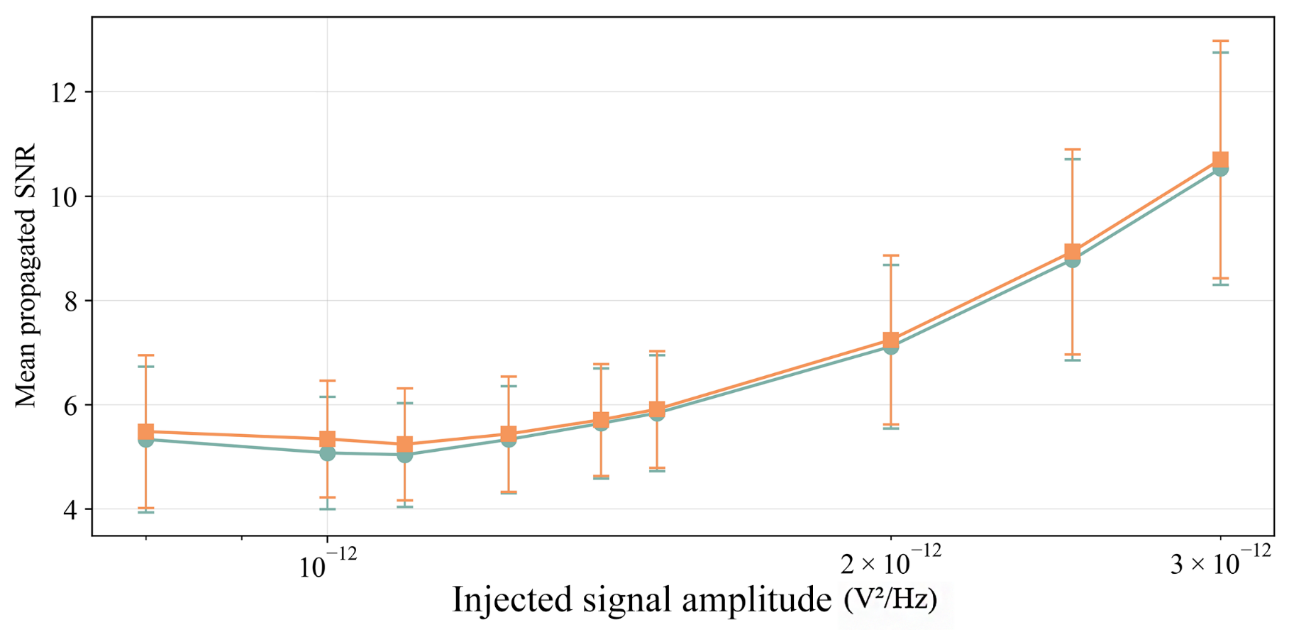 12
10
8
6
4
Mean propagated SNR
10⁻¹²
2 × 10⁻¹²
3 × 10⁻¹²
Injected signal amplitude (V²/Hz)